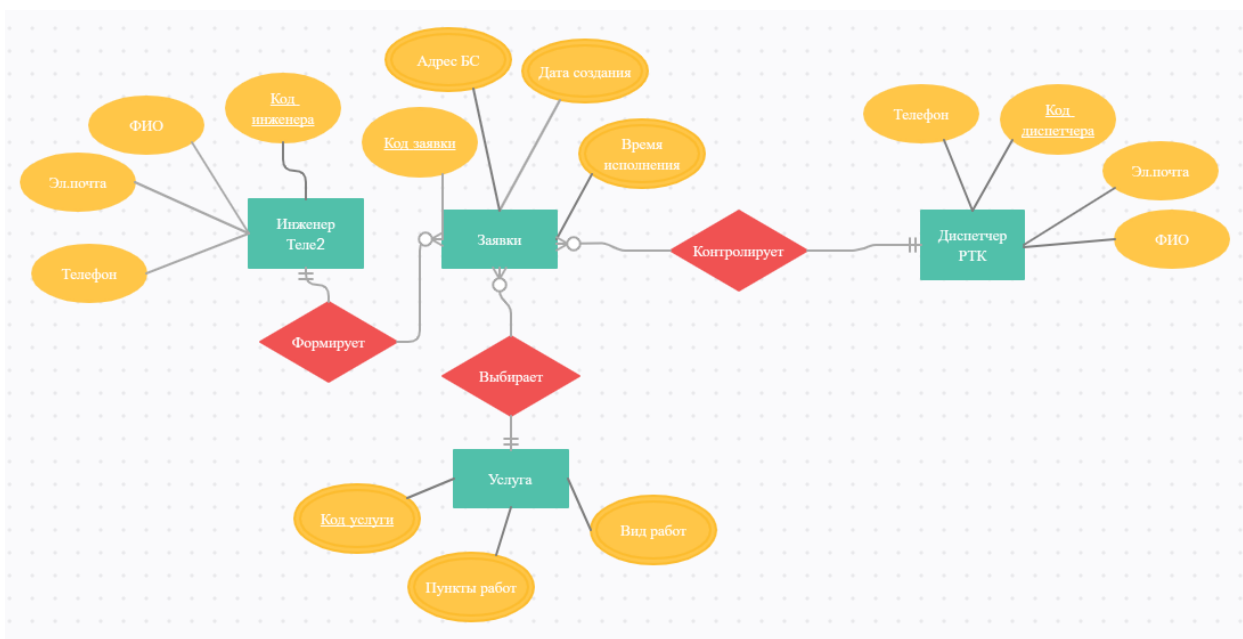 Адрес БС
Дата создания
Код
инженера
ФИО
Код заявки
Время
исполнения
Телефон
Код
диспетчера
Эл.почта
Эл.почта
Инженер
Теле2
Заявки
Диспетчер
РТК
ФИО
Контролирует
Телефон
Формирует
Выбирает
Услуга
Код услуги
Вид работ
Пункты работ